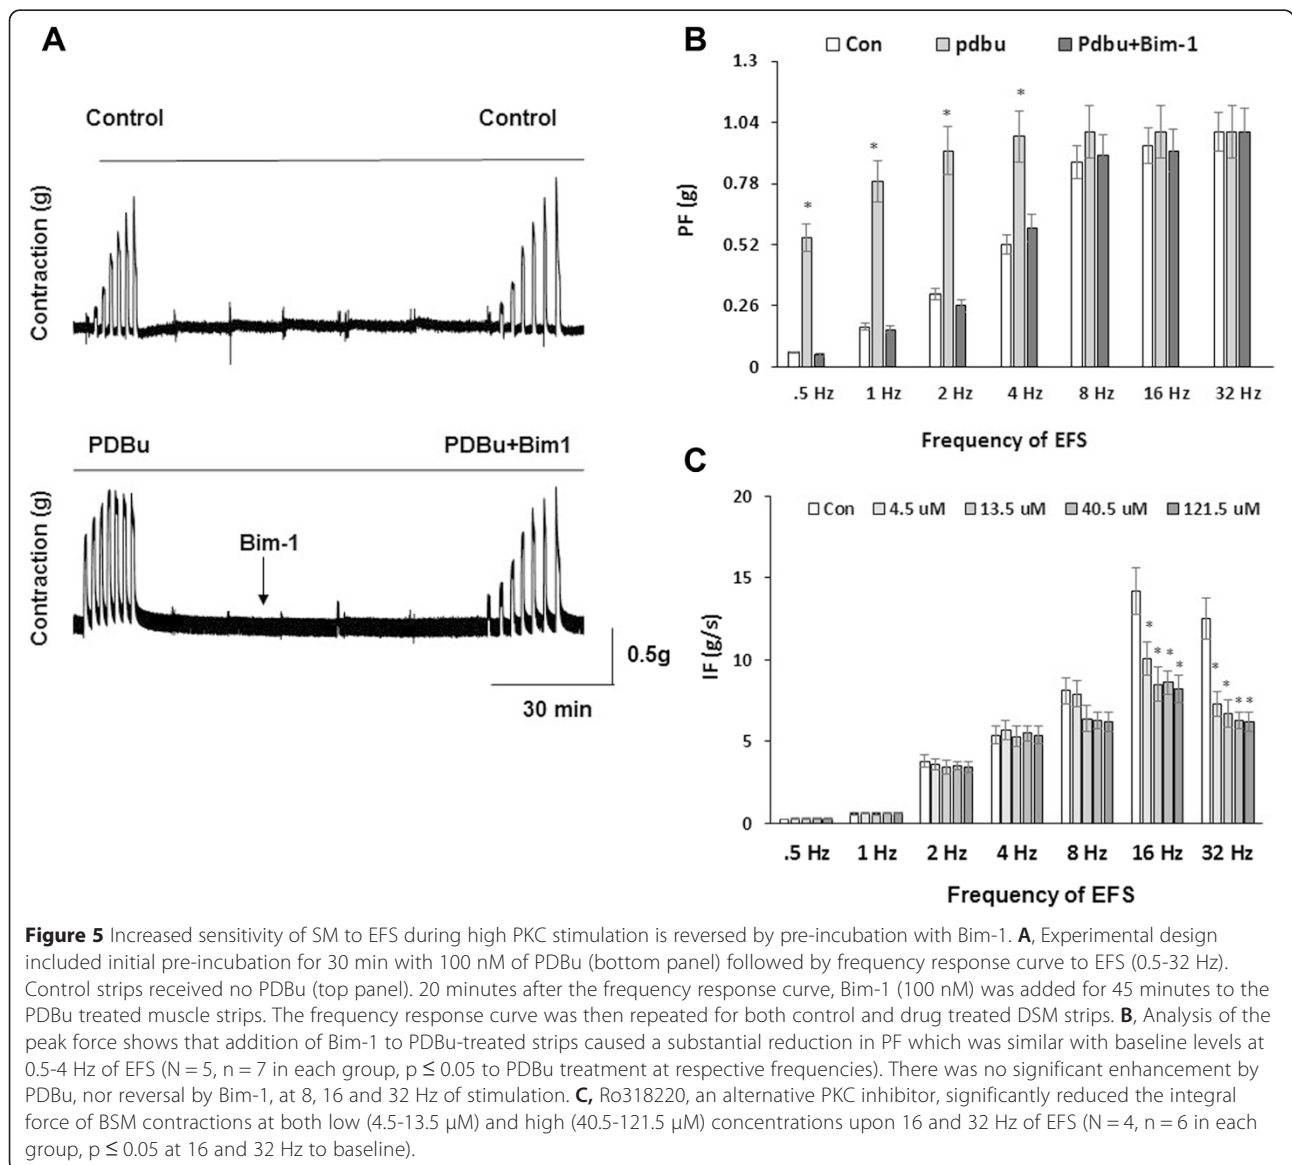 A
Control
Control
Contraction (g)
PDBu
PDBu+Bim1
Bim-1
Contraction (g)
0.5g
30 min
B
Con
pdbu
Pdbu+Bim-1
1.3
1.04
0.78
0.52
0.26
0
PF (g)
*
*
*
*
.5 Hz
1 Hz
2 Hz
4 Hz
8 Hz
16 Hz
32 Hz
Frequency of EFS
C
Con
4.5 uM
13.5 uM
40.5 uM
121.5 uM
20
15
10
5
0
IF (g/s)
*
*
*
*
*
*
*
*
.5 Hz
1 Hz
2 Hz
4 Hz
8 Hz
16 Hz
32 Hz
Frequency of EFS
Figure 5 Increased sensitivity of SM to EFS during high PKC stimulation is reversed by pre-incubation with Bim-1. A, Experimental design
included initial pre-incubation for 30 min with 100 nM of PDBu (bottom panel) followed by frequency response curve to EFS (0.5-32 Hz).
Control strips received no PDBu (top panel). 20 minutes after the frequency response curve, Bim-1 (100 nM) was added for 45 minutes to the
PDBu treated muscle strips. The frequency response curve was then repeated for both control and drug treated DSM strips. B, Analysis of the
peak force shows that addition of Bim-1 to PDBu-treated strips caused a substantial reduction in PF which was similar with baseline levels at
0.5-4 Hz of EFS (N = 5, n = 7 in each group, p ≤ 0.05 to PDBu treatment at respective frequencies). There was no significant enhancement by
PDBu, nor reversal by Bim-1, at 8, 16 and 32 Hz of stimulation. C, Ro318220, an alternative PKC inhibitor, significantly reduced the integral
force of BSM contractions at both low (4.5-13.5 μM) and high (40.5-121.5 μM) concentrations upon 16 and 32 Hz of EFS (N = 4, n = 6 in each
group, p ≤ 0.05 at 16 and 32 Hz to baseline).